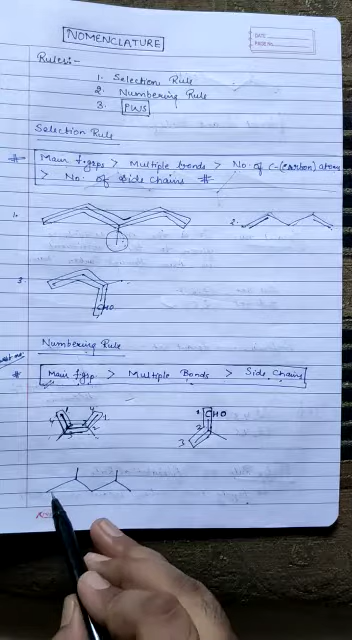 NOMENCLATURE
DATE
PAGE No.
Rules:-
1. Selection Rule
2. Numbering Rule
3. PWS
Selection Rule
# Main f.grps > Multiple bonds > No. of C-(carbon) atoms
> No. of side chains #
1.
2.
3.
CHO
Numbering Rule
# Main f.grp > Multiple Bonds > Side Chains
1 CHO
2
3